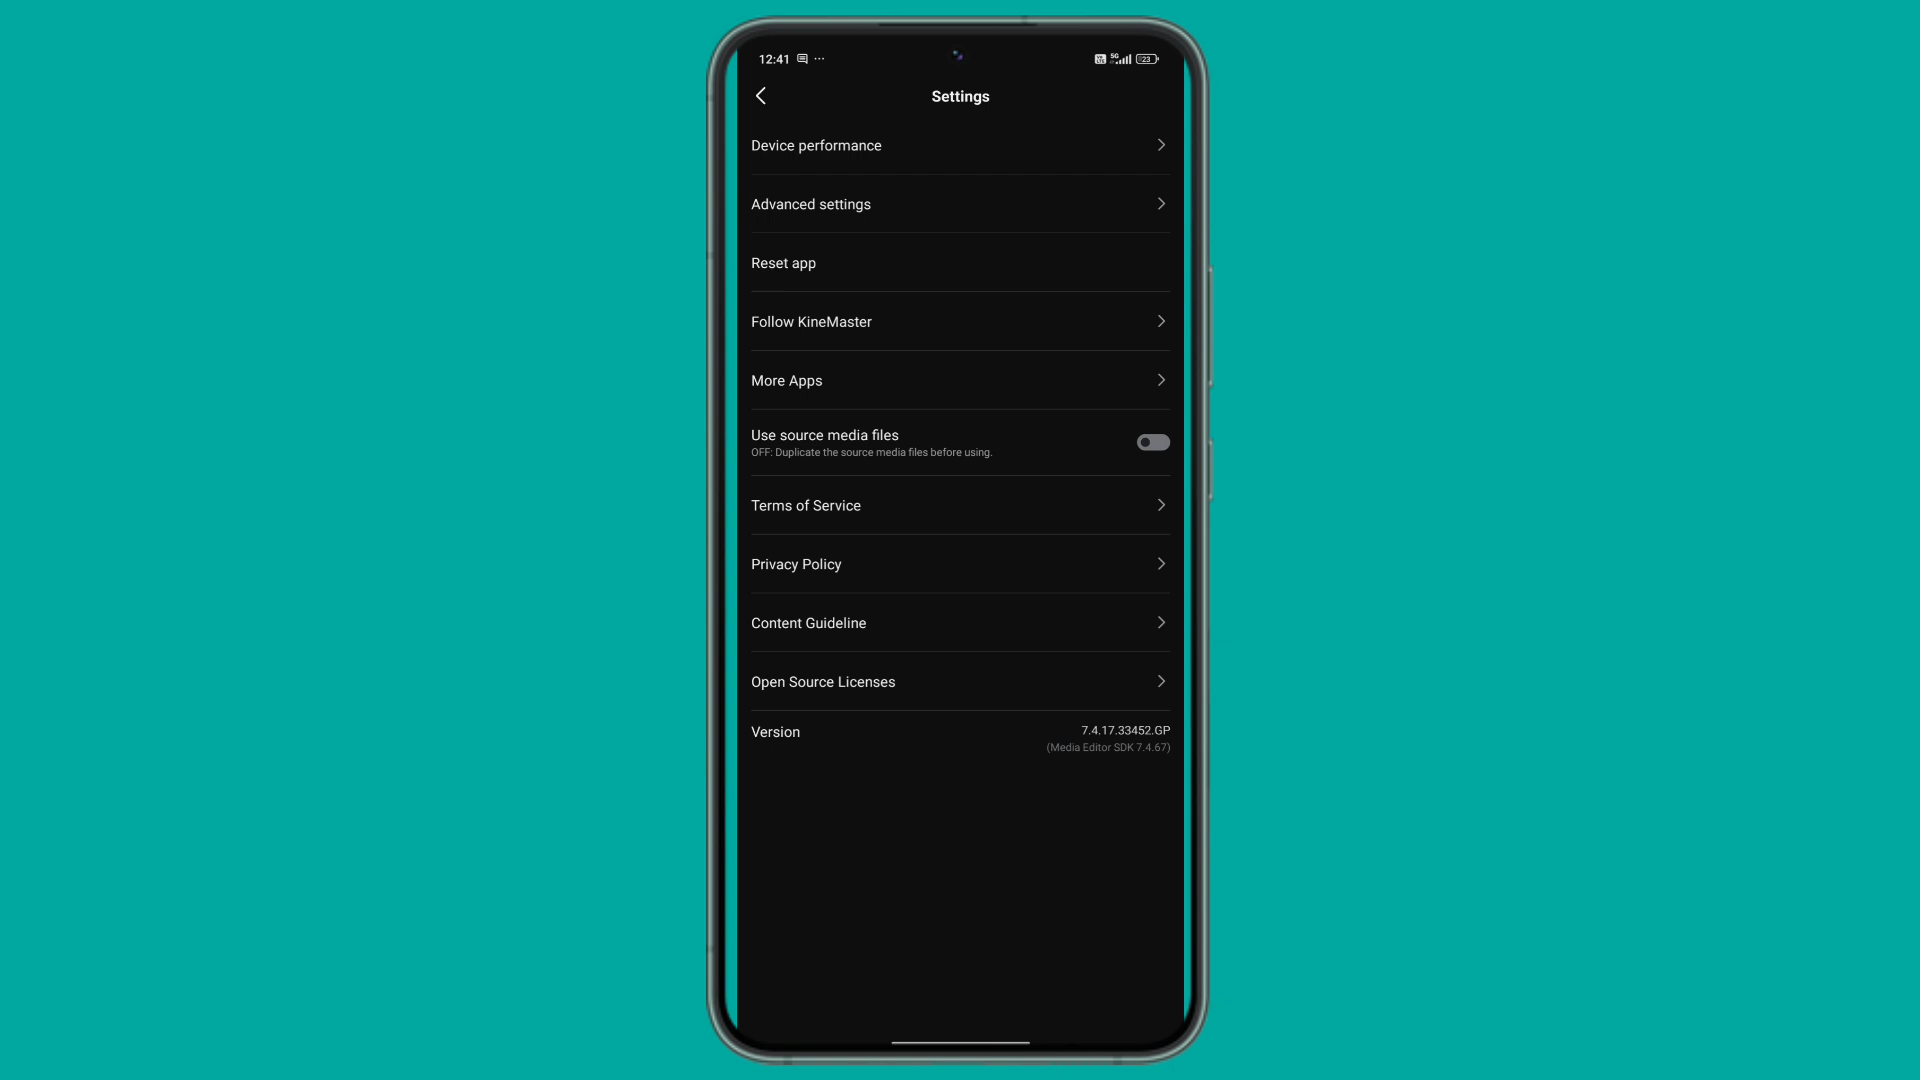 12:41
5G
23
Settings
Device performance
Advanced settings
Reset app
Follow KineMaster
More Apps
Use source media files
OFF: Duplicate the source media files before using.
Terms of Service
Privacy Policy
Content Guideline
Open Source Licenses
Version
7.4.17.33452.GP
(Media Editor SDK 7.4.67)